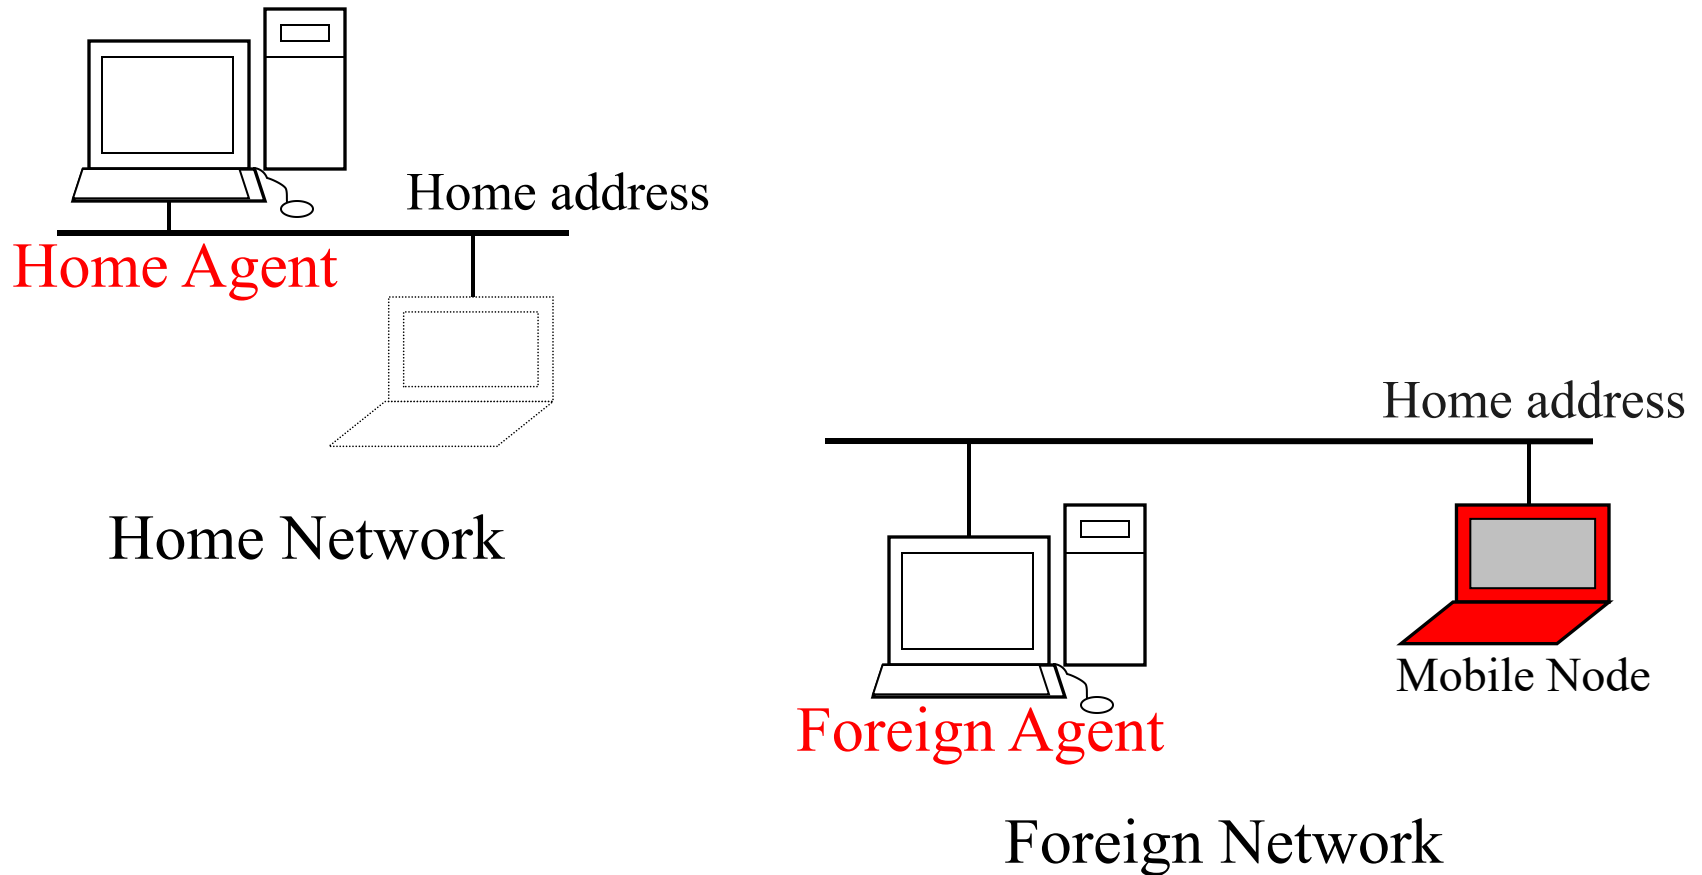 Home address
Home Agent
Home Network
Home address
Mobile Node
Foreign Agent
Foreign Network